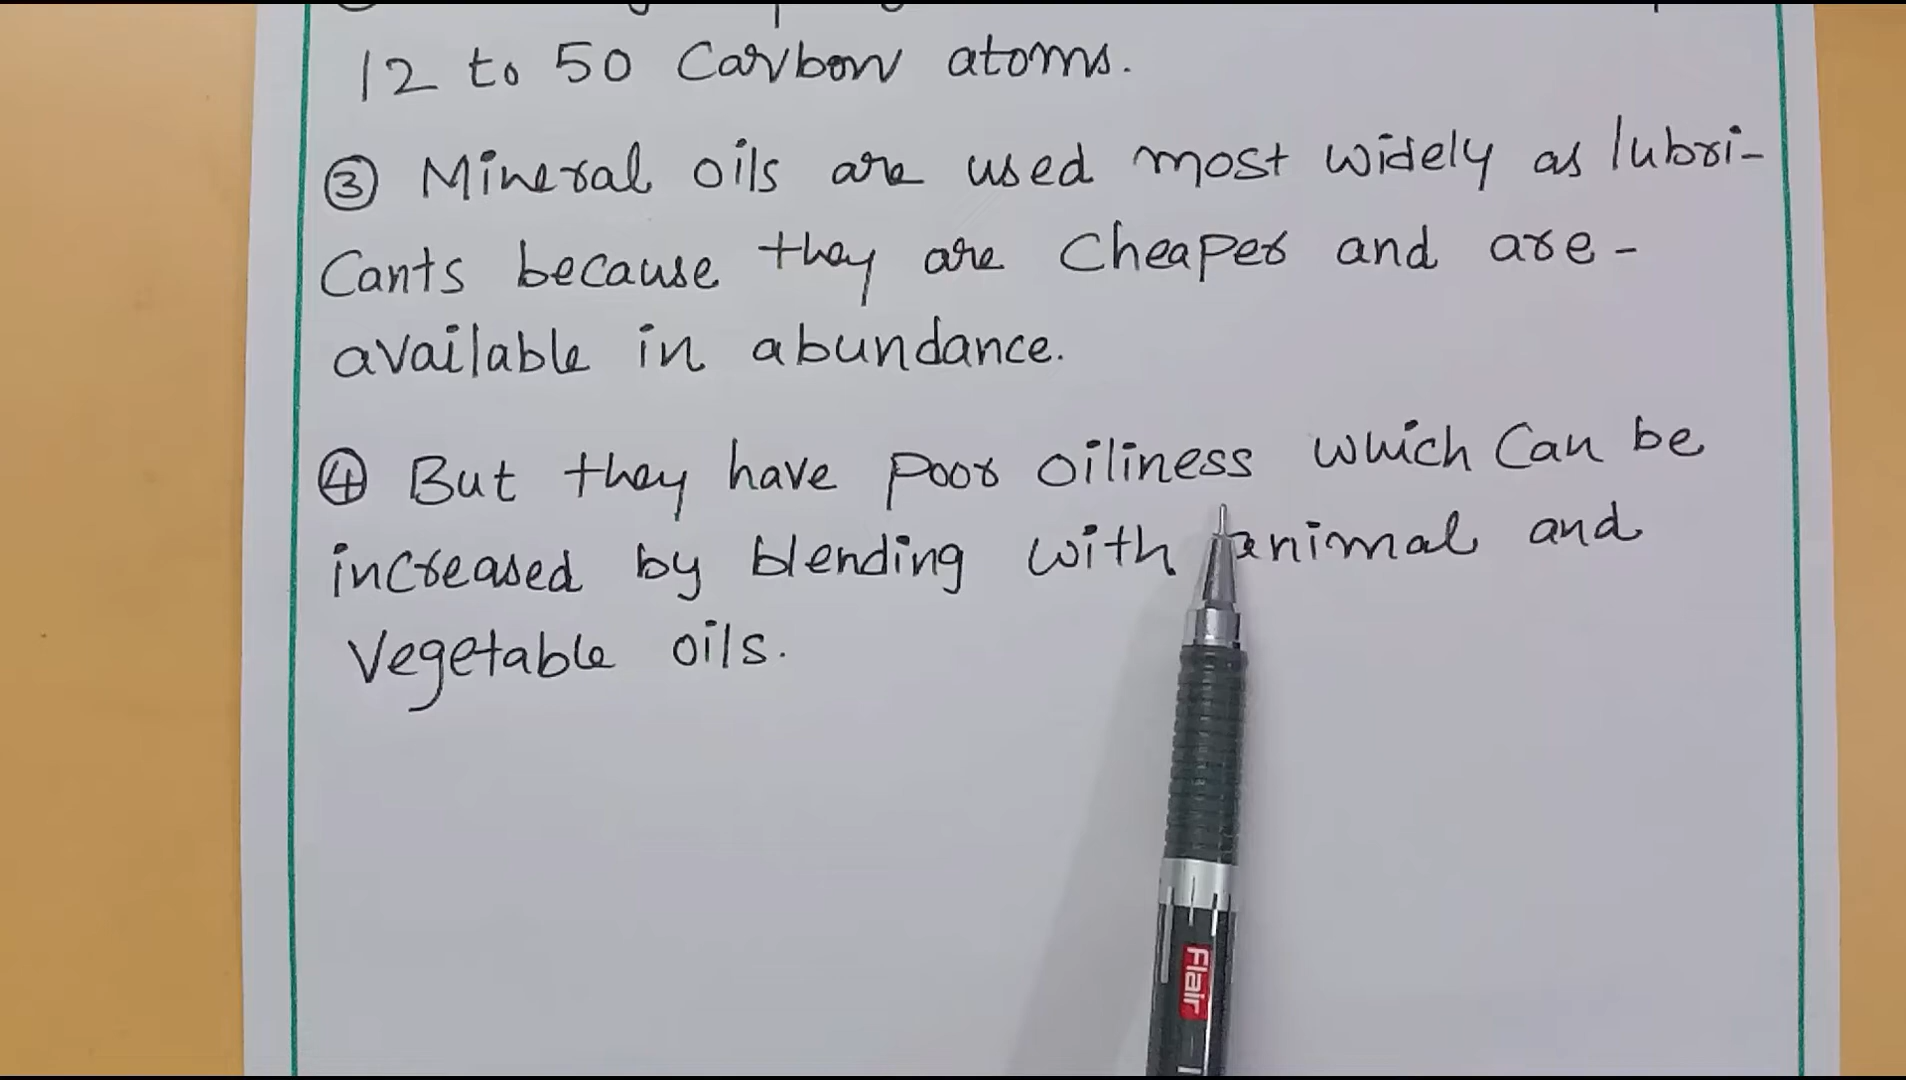 12 to 50 Carbon atoms.
③ Mineral oils are used most widely as lubri-
cants because they are cheaper and are-
available in abundance.
④ But they have poor oiliness which can be
increased by blending with animal and
vegetable oils.
Flair